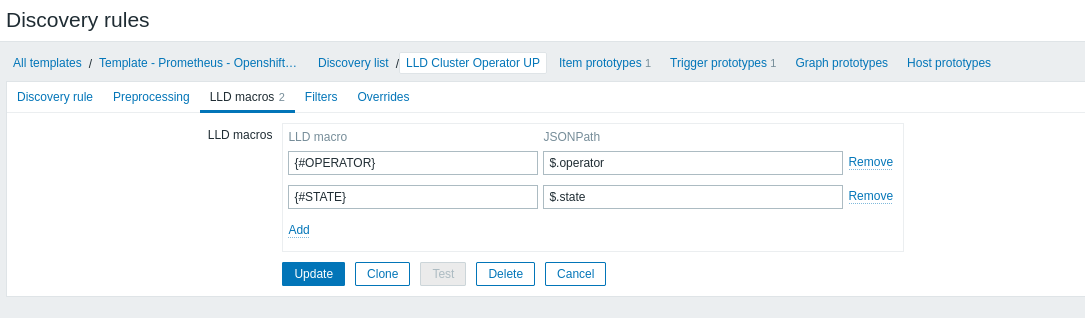 Discovery rules
All templates / Template - Prometheus - Openshift… Discovery list / LLD Cluster Operator UP Item prototypes 1 Trigger prototypes 1 Graph prototypes Host prototypes
Discovery rule Preprocessing LLD macros 2 Filters Overrides
LLD macros LLD macro JSONPath
{#OPERATOR} $.operator Remove
{#STATE} $.state Remove
Add
Update Clone Test Delete Cancel